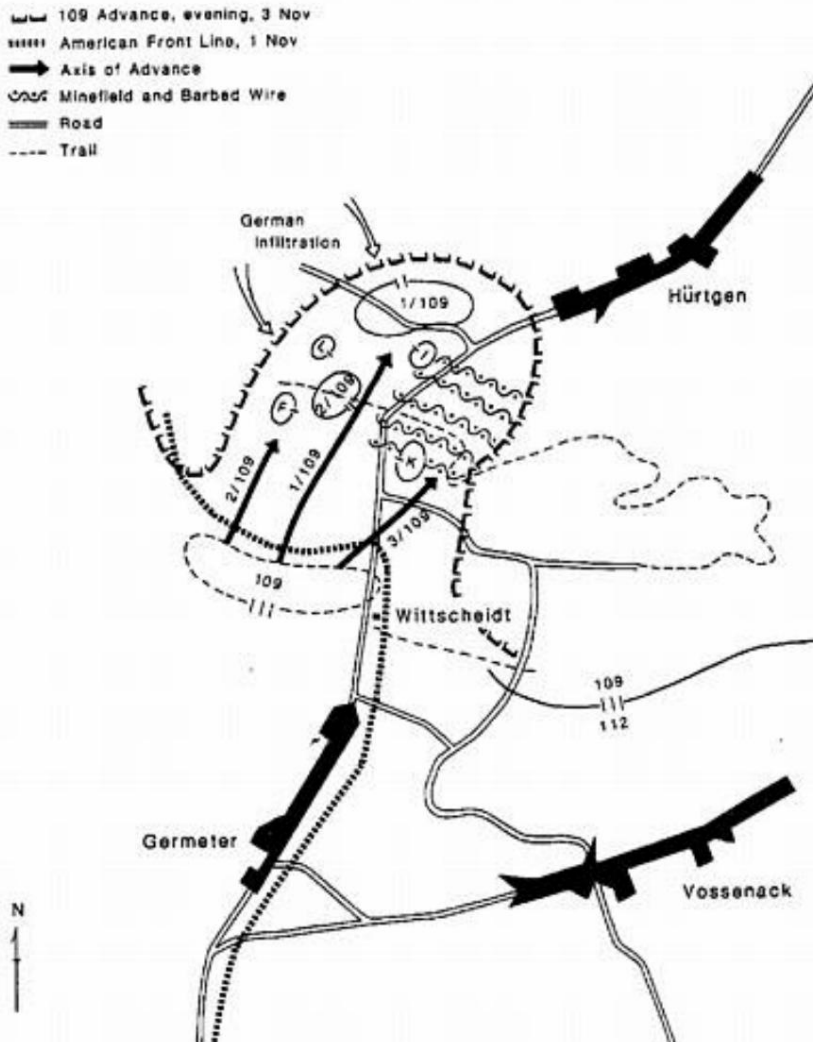 109 Advance, evening, 3 Nov
American Front Line, 1 Nov
Axis of Advance
Minefield and Barbed Wire
Road
Trail
German
Infiltration
1/109
Hürtgen
L
I
2/109
F
K
2/109
1/109
3/109
109
Wittscheidt
109
112
Germeter
Vossenack
N